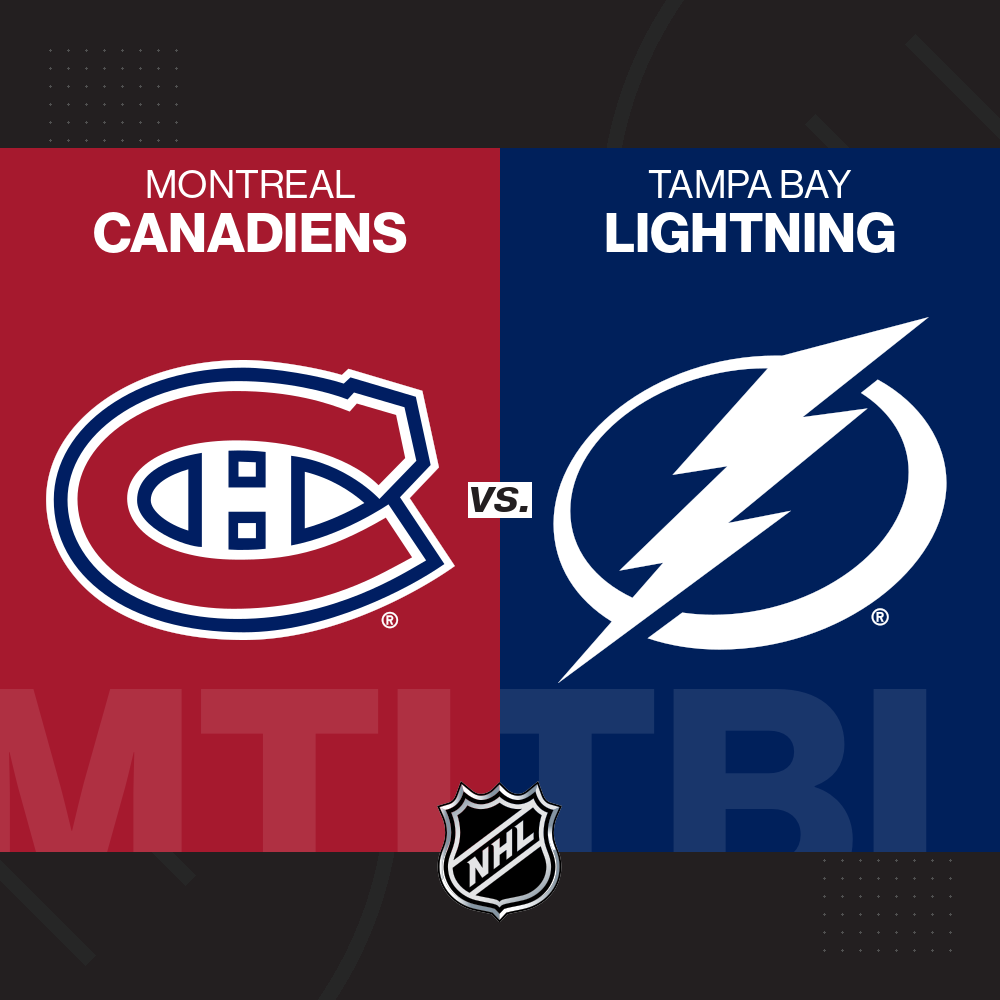 MONTREAL
CANADIENS
TAMPA BAY
LIGHTNING
VS.
®
®
MTL
TBL
NHL